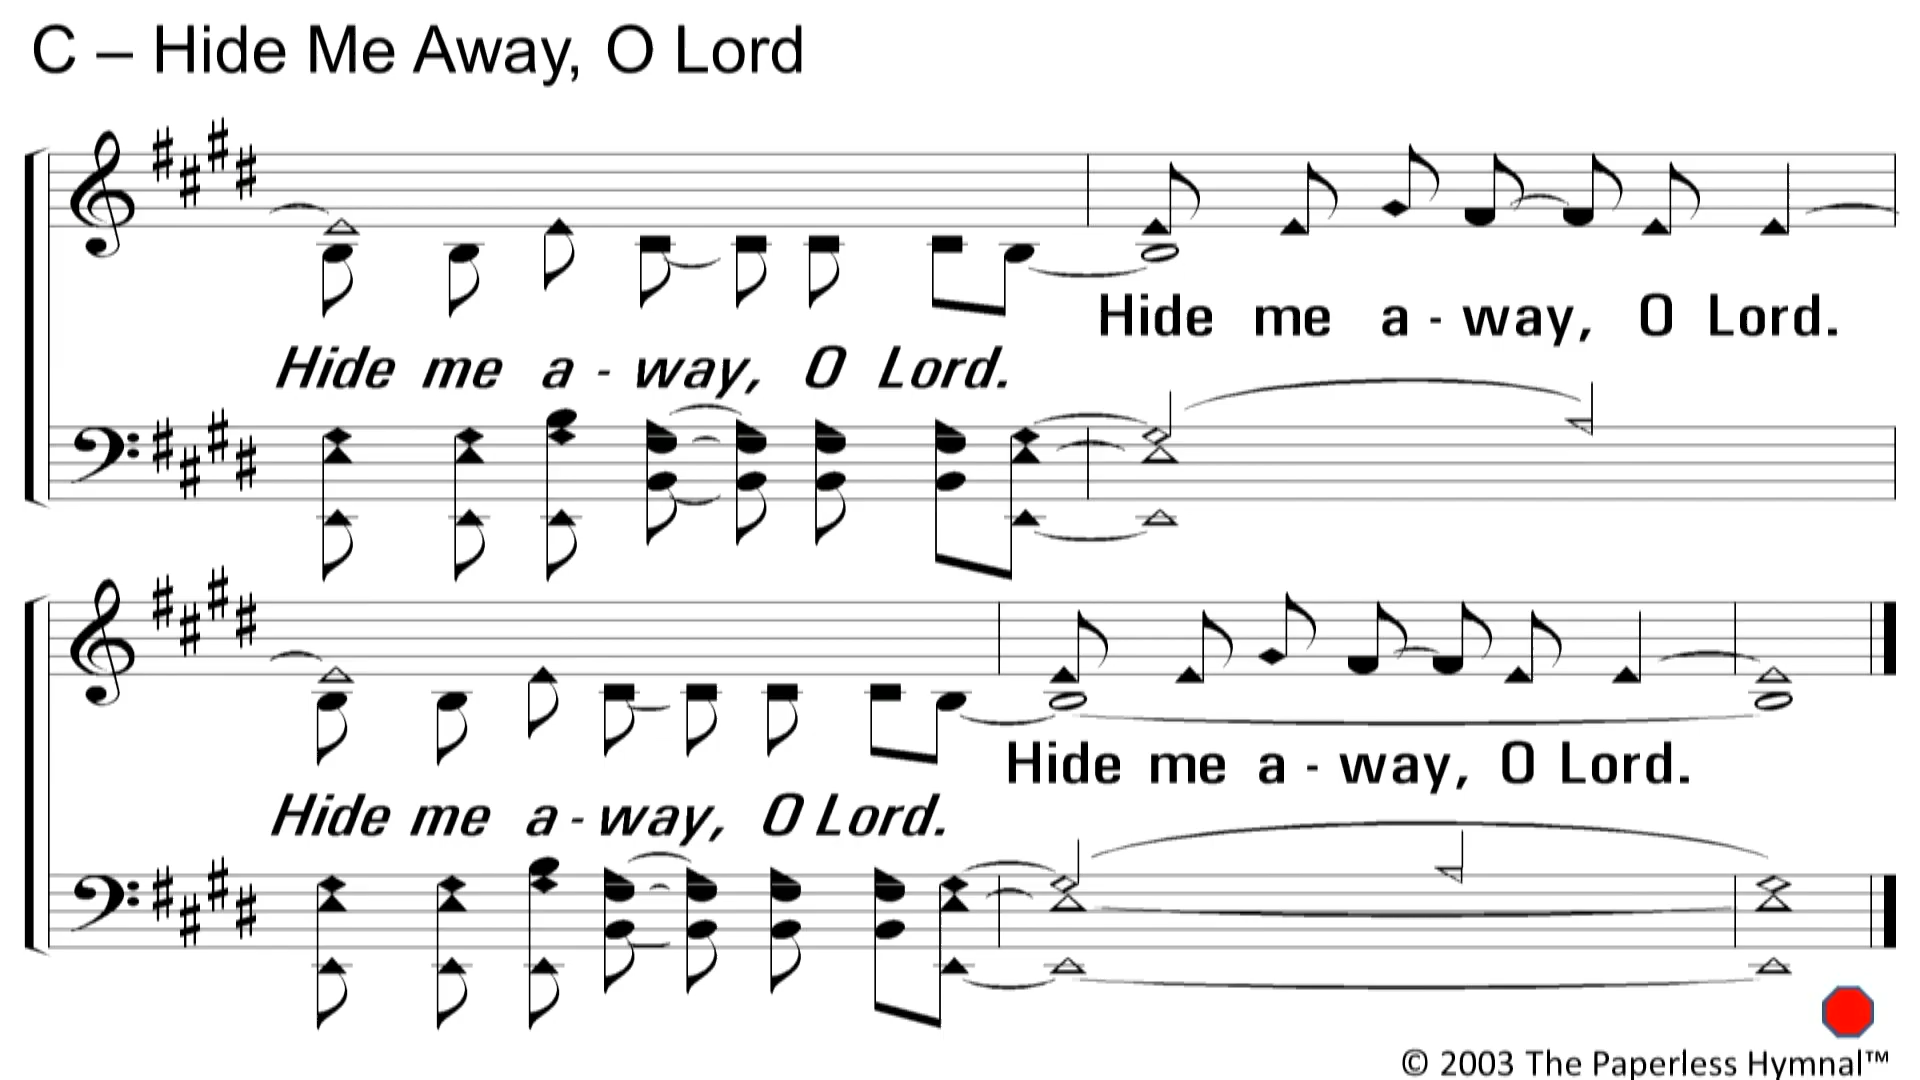 C – Hide Me Away, O Lord
Hide me a - way, O Lord.
Hide me a - way, O Lord.
Hide me a - way, O Lord.
Hide me a - way, O Lord.
© 2003 The Paperless Hymnal™